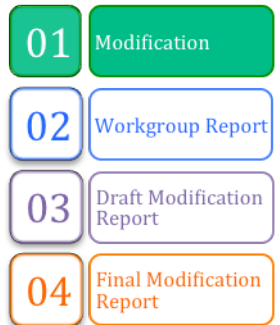 01 Modification
02 Workgroup Report
03 Draft Modification
Report
04 Final Modification
Report